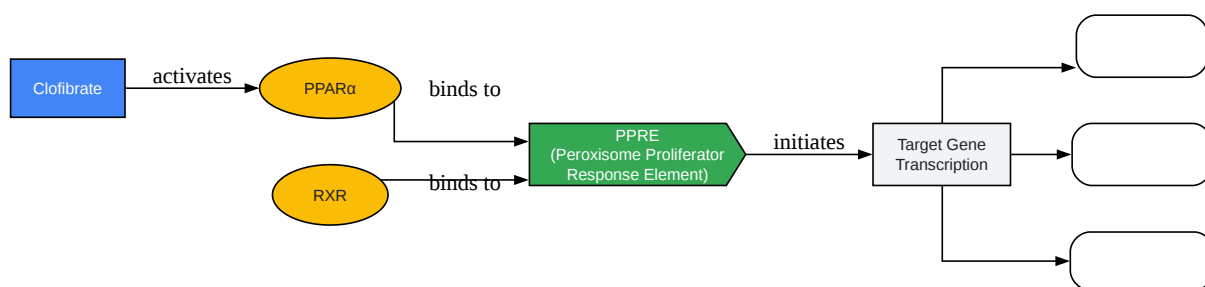 Clofibrate
activates
PPARα
binds to
RXR
binds to
PPRE
(Peroxisome Proliferator
Response Element)
initiates
Target Gene
Transcription